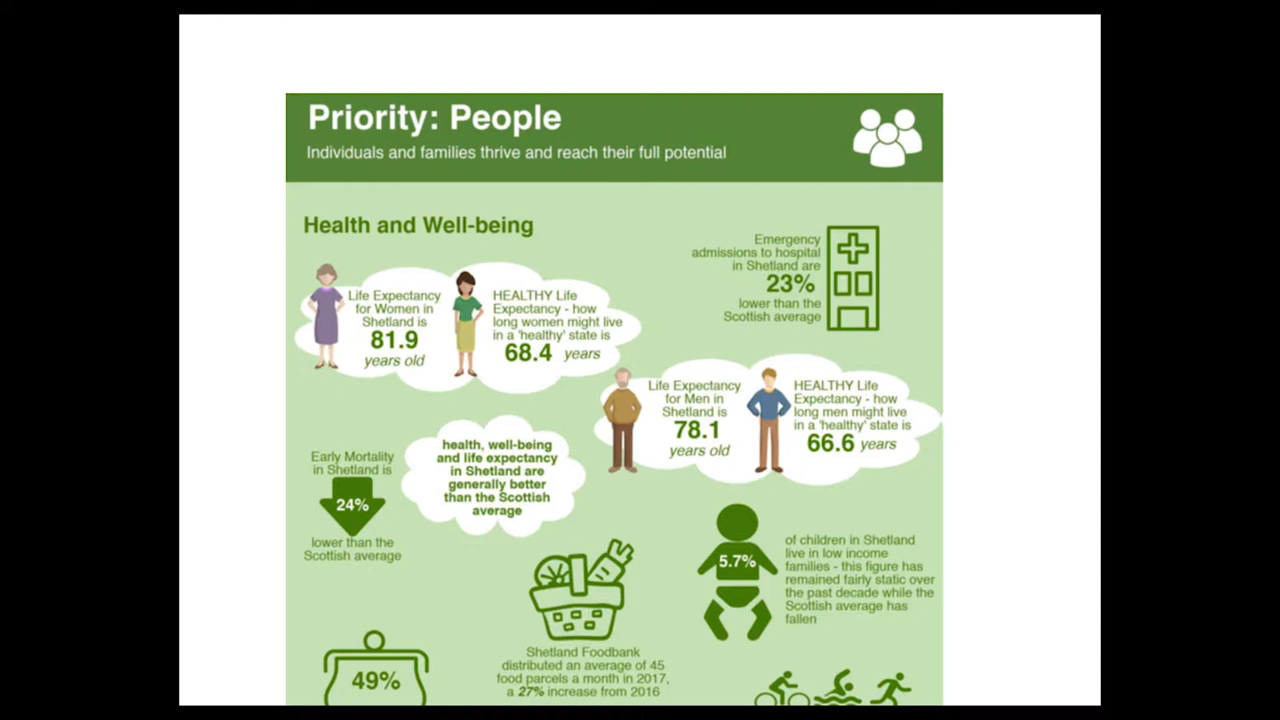 Priority: People
Individuals and families thrive and reach their full potential
Health and Well-being
Emergency
admissions to hospital
in Shetland are
23%
lower than the
Scottish average
Life Expectancy
for Women in
Shetland is
81.9
years old
HEALTHY Life
Expectancy - how
long women might live
in a 'healthy' state is
68.4 years
Life Expectancy
for Men in
Shetland is
78.1
years old
HEALTHY Life
Expectancy - how
long men might live
in a 'healthy' state is
66.6 years
Early Mortality
in Shetland is
24%
lower than the
Scottish average
health, well-being
and life expectancy
in Shetland are
generally better
than the Scottish
average
5.7%
of children in Shetland
live in low income
families - this figure has
remained fairly static over
the past decade while the
Scottish average has
fallen
49%
Shetland Foodbank
distributed an average of 45
food parcels a month in 2017,
a 27% increase from 2016